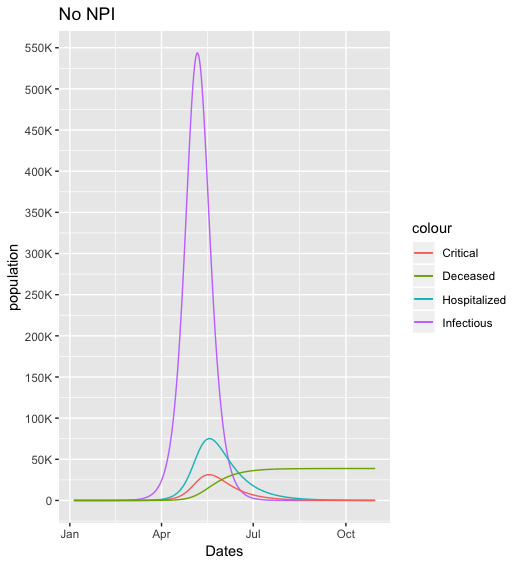 No NPI
population
550K
500K
450K
400K
350K
300K
250K
200K
150K
100K
50K
0
Jan Apr Jul Oct
Dates
colour
Critical
Deceased
Hospitalized
Infectious